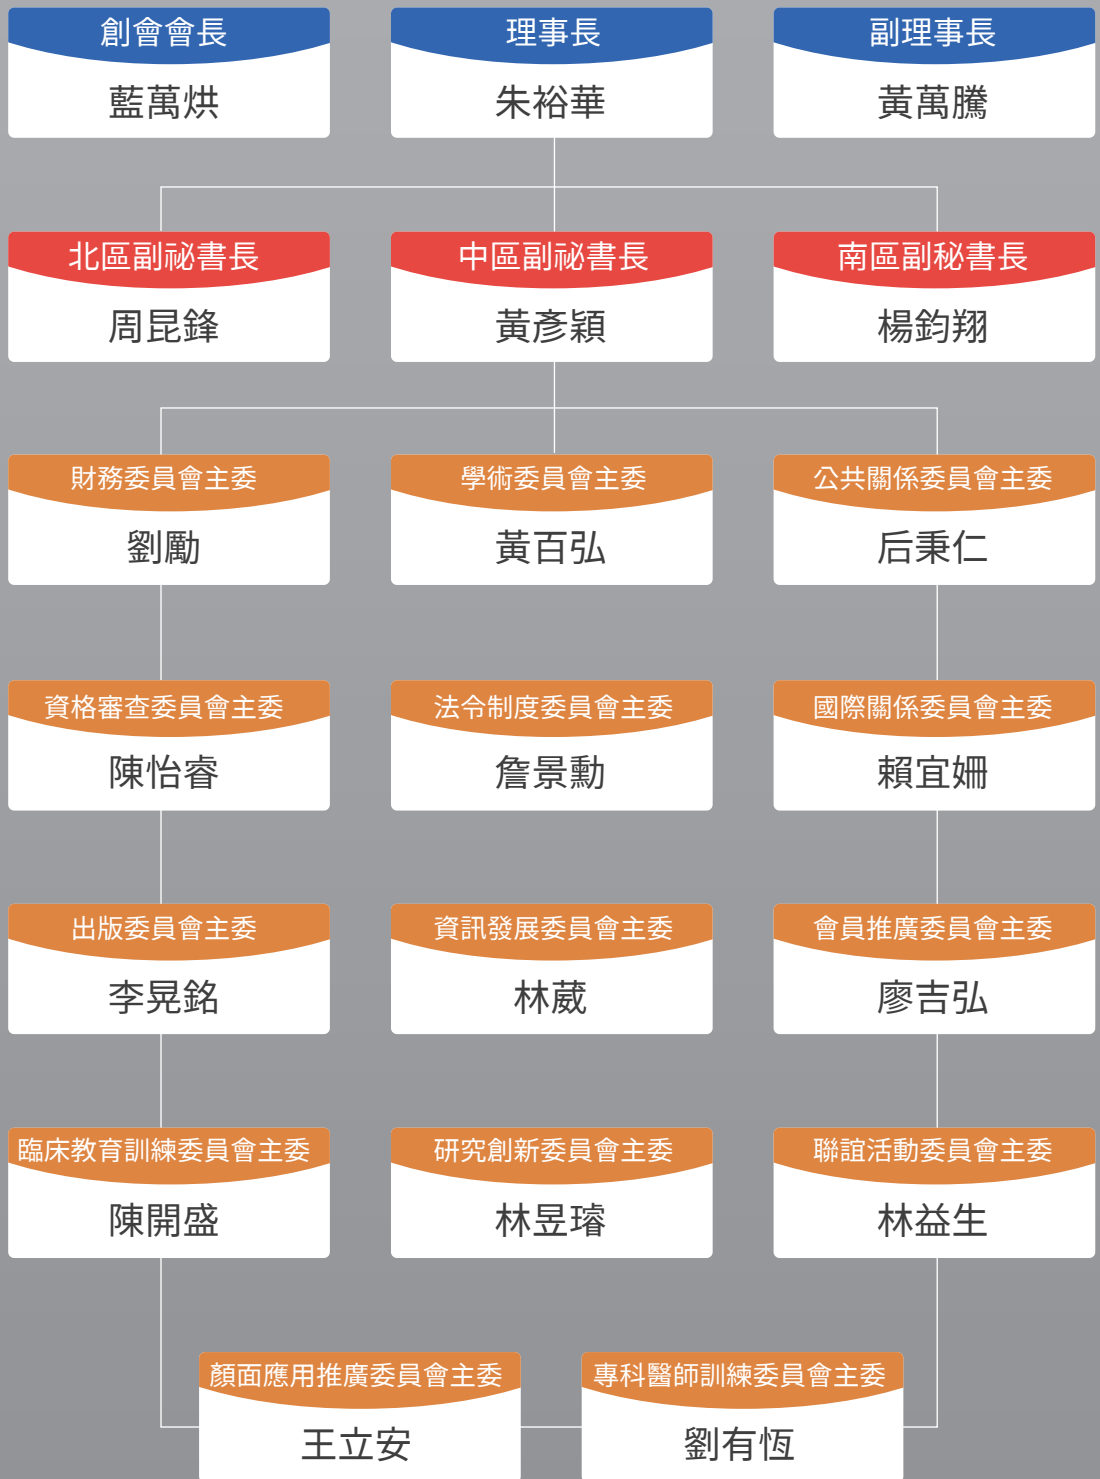 創會會長
藍萬烘
理事長
朱裕華
副理事長
黃萬騰
北區副祕書長
周昆鋒
中區副祕書長
黃彥穎
南區副秘書長
楊鈞翔
財務委員會主委
劉勵
學術委員會主委
黃百弘
公共關係委員會主委
后秉仁
資格審查委員會主委
陳怡睿
法令制度委員會主委
詹景勳
國際關係委員會主委
賴宜姍
出版委員會主委
李晃銘
資訊發展委員會主委
林葳
會員推廣委員會主委
廖吉弘
臨床教育訓練委員會主委
陳開盛
研究創新委員會主委
林昱璿
聯誼活動委員會主委
林益生
顏面應用推廣委員會主委
王立安
專科醫師訓練委員會主委
劉有恆